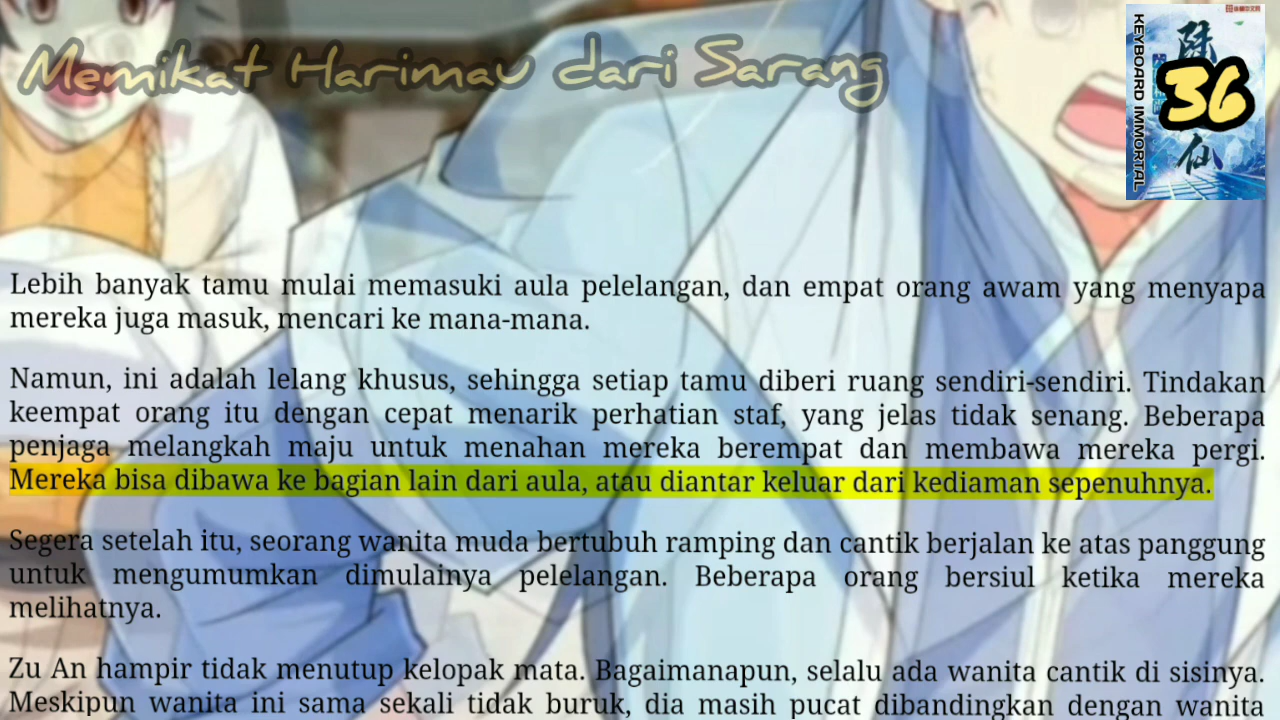 Memikat Harimau dari Sarang
KEYBOARD IMMORTAL
36
仙
Lebih banyak tamu mulai memasuki aula pelelangan, dan empat orang awam yang menyapa
mereka juga masuk, mencari ke mana-mana.
Namun, ini adalah lelang khusus, sehingga setiap tamu diberi ruang sendiri-sendiri. Tindakan
keempat orang itu dengan cepat menarik perhatian staf, yang jelas tidak senang. Beberapa
penjaga melangkah maju untuk menahan mereka berempat dan membawa mereka pergi.
Mereka bisa dibawa ke bagian lain dari aula, atau diantar keluar dari kediaman sepenuhnya.
Segera setelah itu, seorang wanita muda bertubuh ramping dan cantik berjalan ke atas panggung
untuk mengumumkan dimulainya pelelangan. Beberapa orang bersiul ketika mereka
melihatnya.
Zu An hampir tidak menutup kelopak mata. Bagaimanapun, selalu ada wanita cantik di sisinya.
Meskipun wanita ini sama sekali tidak buruk, dia masih pucat dibandingkan dengan wanita